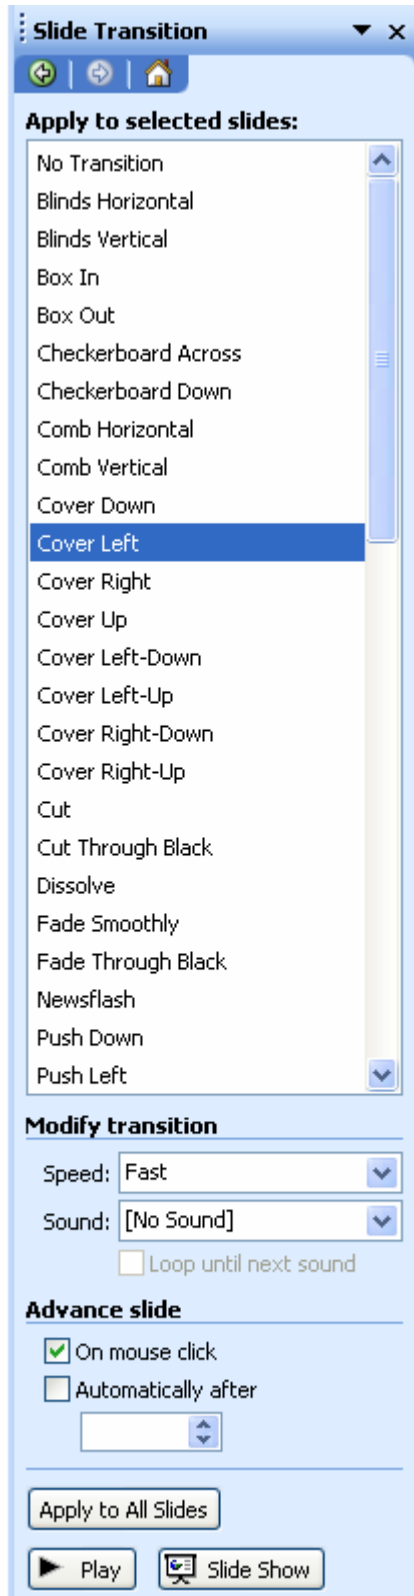 Slide Transition
Apply to selected slides:
No Transition
Blinds Horizontal
Blinds Vertical
Box In
Box Out
Checkerboard Across
Checkerboard Down
Comb Horizontal
Comb Vertical
Cover Down
Cover Left
Cover Right
Cover Up
Cover Left-Down
Cover Left-Up
Cover Right-Down
Cover Right-Up
Cut
Cut Through Black
Dissolve
Fade Smoothly
Fade Through Black
Newsflash
Push Down
Push Left
Modify transition
Speed: Fast
Sound: [No Sound]
Loop until next sound
Advance slide
On mouse click
Automatically after
Apply to All Slides
Play Slide Show